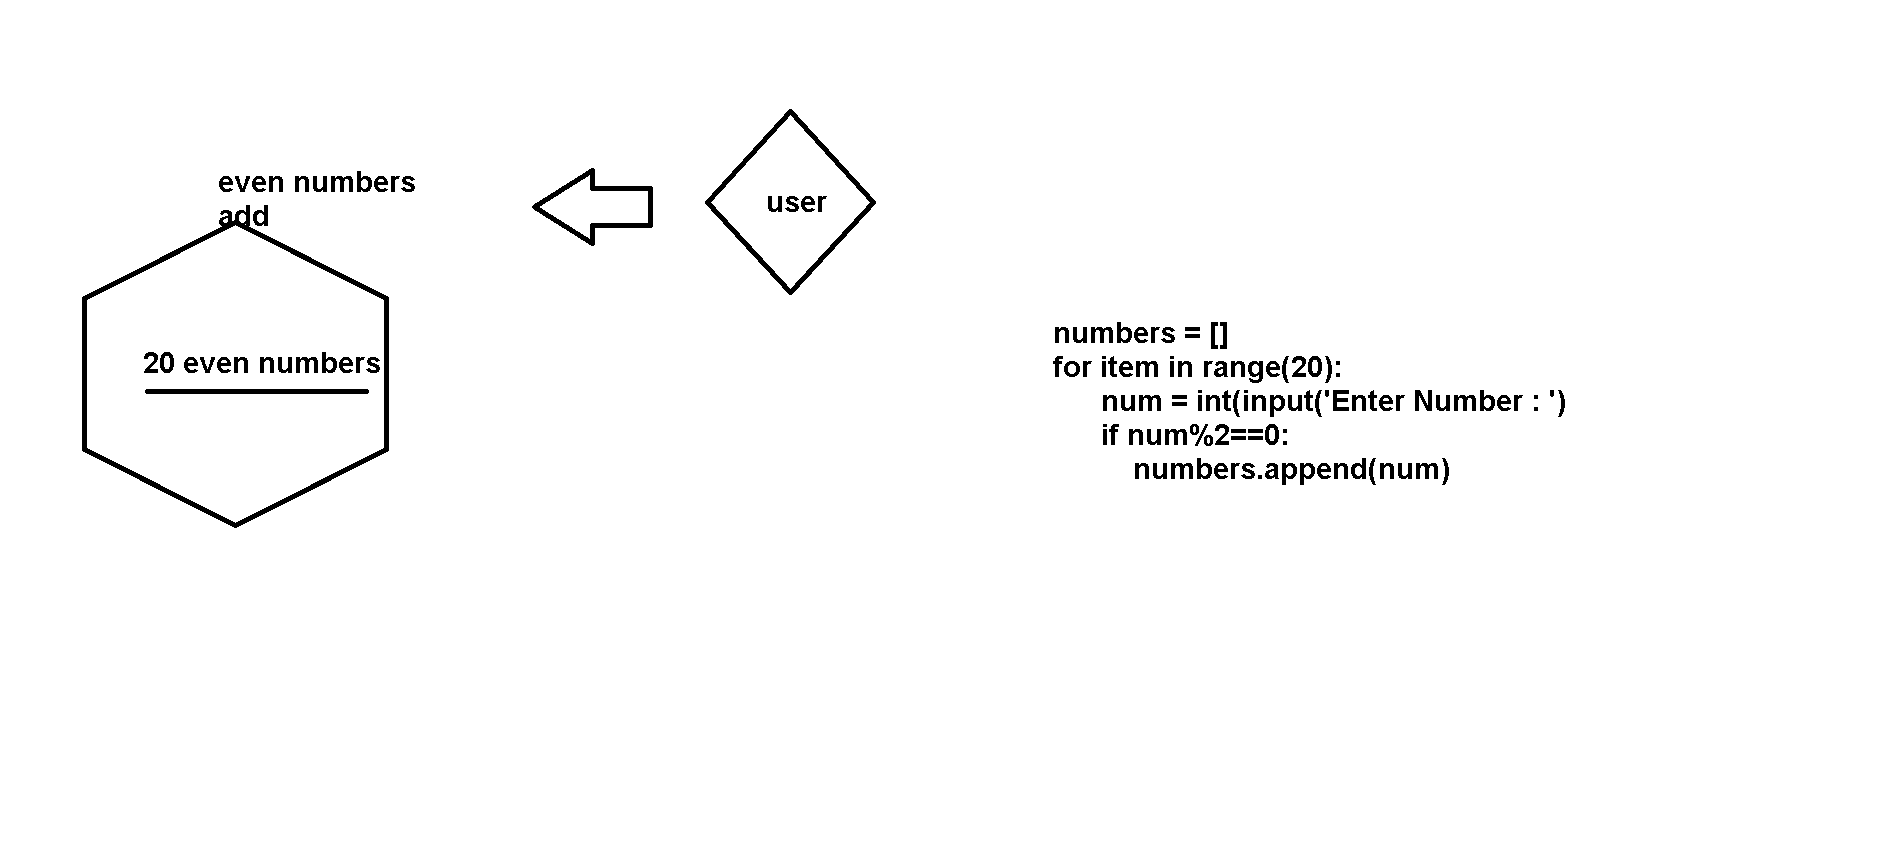 even numbers
add
user
20 even numbers
numbers = []
for item in range(20):
num = int(input('Enter Number : ')
if num%2==0:
numbers.append(num)